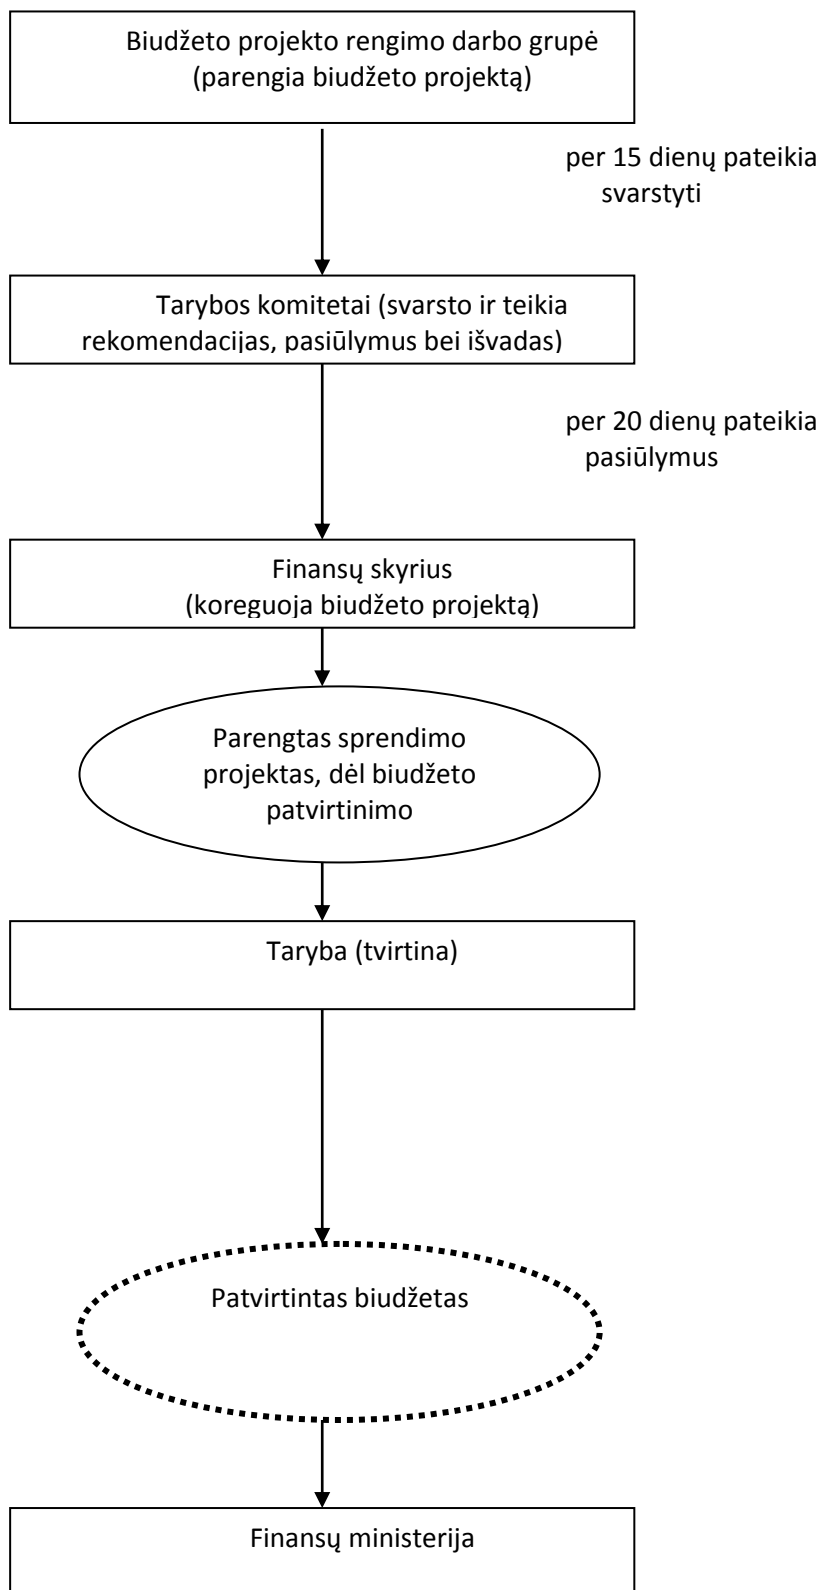 Biudžeto projekto rengimo darbo grupė
(parengia biudžeto projektą)
per 15 dienų pateikia
svarstyti
Tarybos komitetai (svarsto ir teikia
rekomendacijas, pasiūlymus bei išvadas)
per 20 dienų pateikia
pasiūlymus
Finansų skyrius
(koreguoja biudžeto projektą)
Parengtas sprendimo
projektas, dėl biudžeto
patvirtinimo
Taryba (tvirtina)
Patvirtintas biudžetas
Finansų ministerija